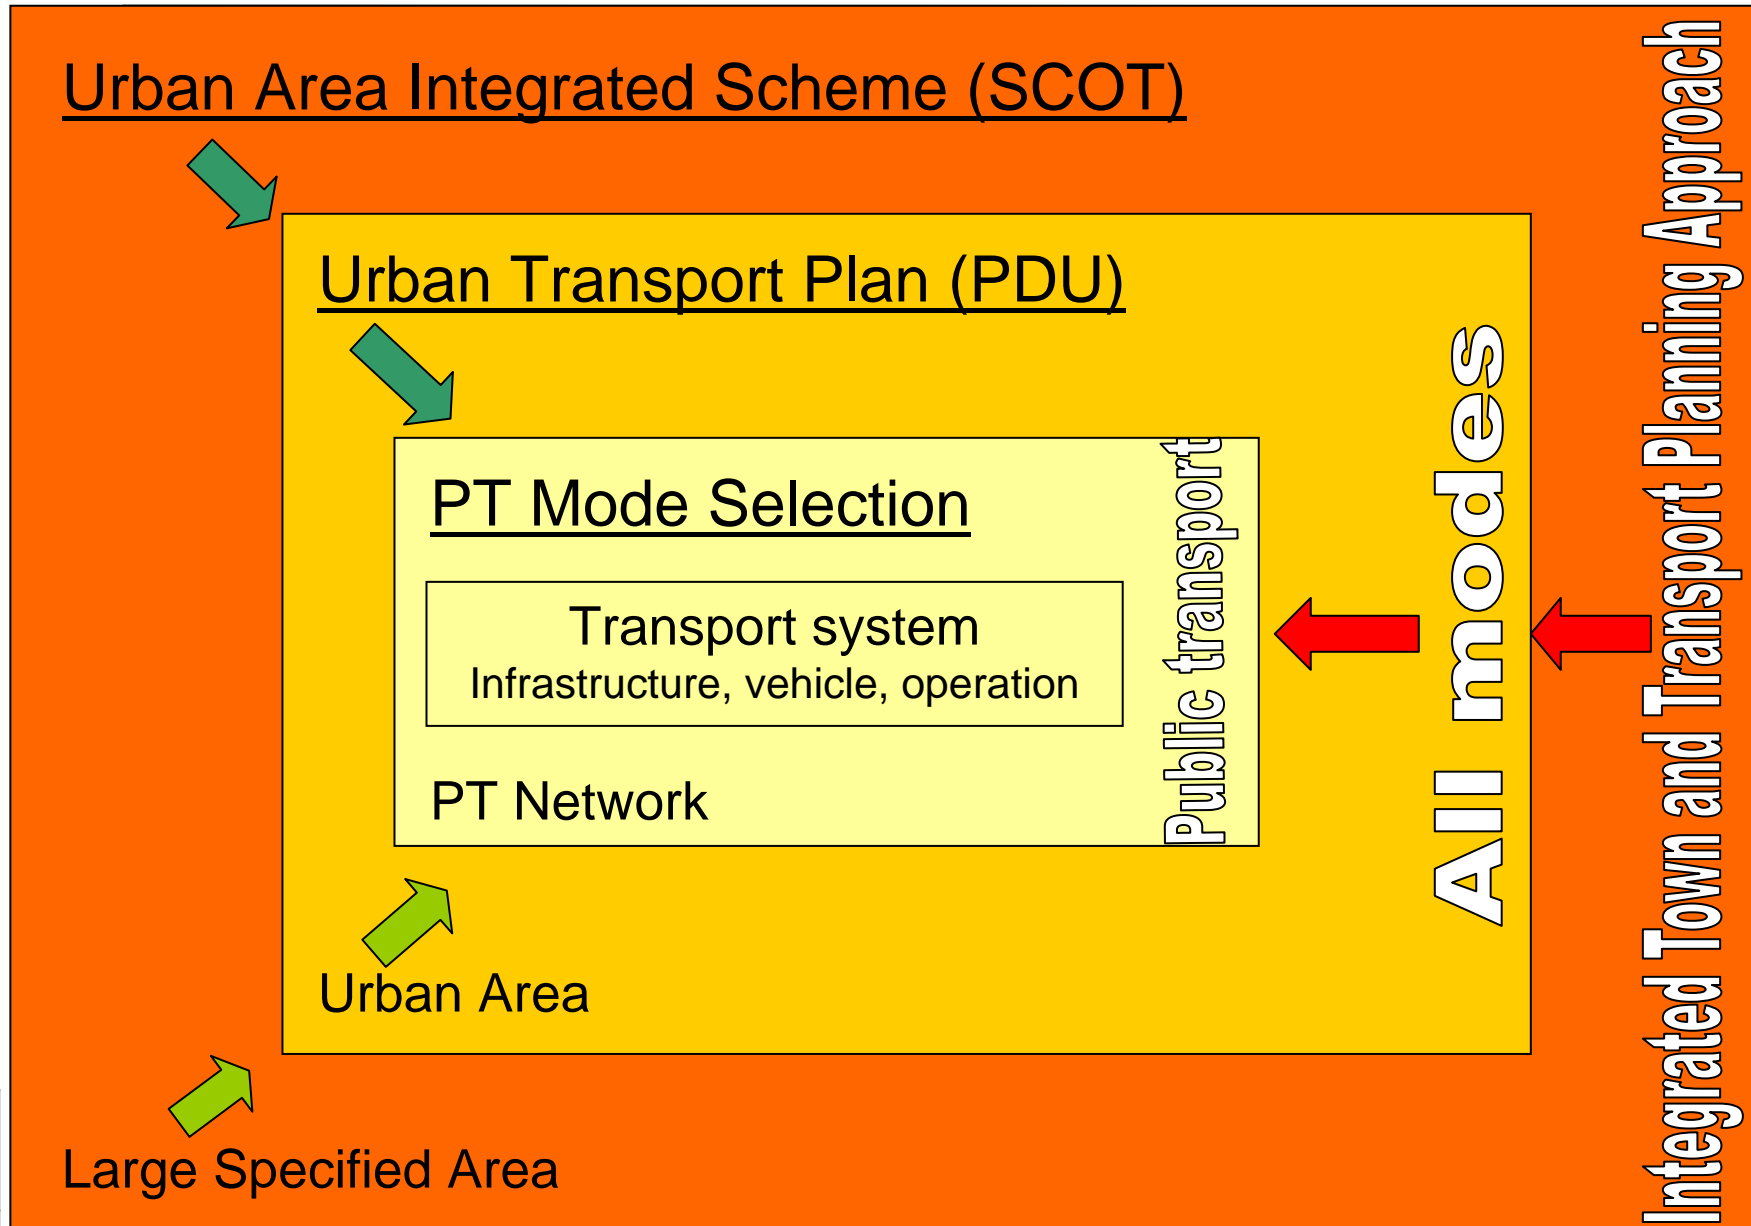 Urban Area Integrated Scheme (SCOT)
Urban Transport Plan (PDU)
PT Mode Selection
Transport system
Infrastructure, vehicle, operation
PT Network
Public transport
Urban Area
All modes
Large Specified Area
Integrated Town and Transport Planning Approach